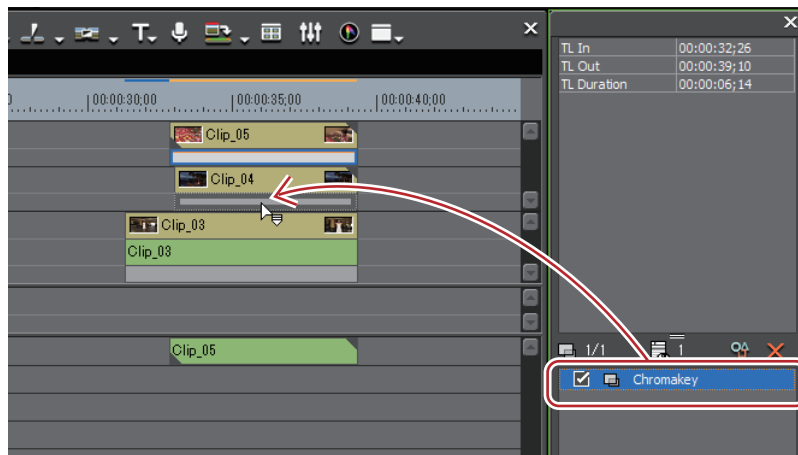 T
TL In 00:00:32;26
TL Out 00:00:39;10
TL Duration 00:00:06;14
00:00:30;00 00:00:35;00 00:00:40;00
Clip_05
Clip_04
Clip_03
Clip_03
Clip_05
1/1 1
Chromakey